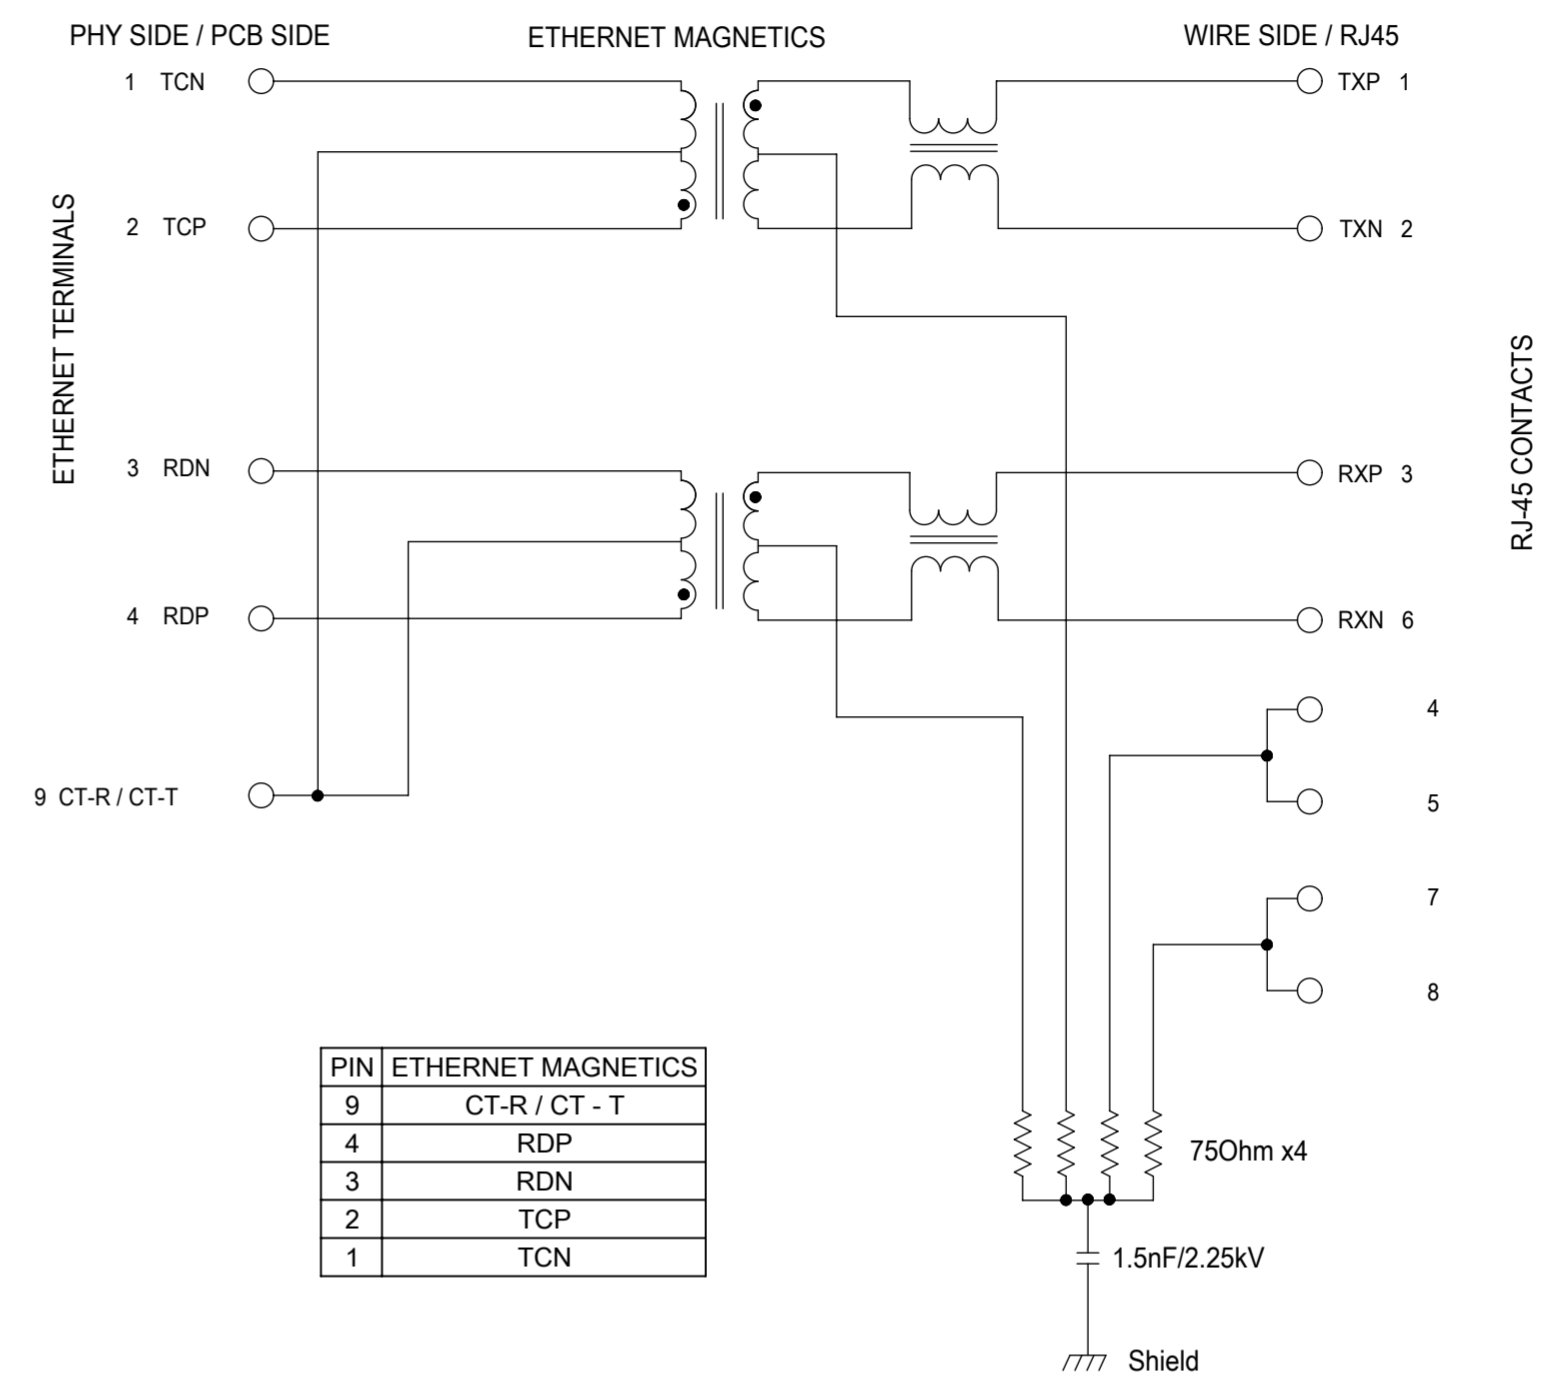 PHY SIDE / PCB SIDE
ETHERNET MAGNETICS
WIRE SIDE / RJ45
1 TCN
TXP 1
2 TCP
TXN 2
ETHERNET TERMINALS
RJ-45 CONTACTS
3 RDN
RXP 3
4 RDP
RXN 6
4
9 CT-R / CT-T
5
7
8
PIN ETHERNET MAGNETICS
9 CT-R / CT - T
4 RDP
3 RDN
2 TCP
1 TCN
75Ohm x4
1.5nF/2.25kV
Shield